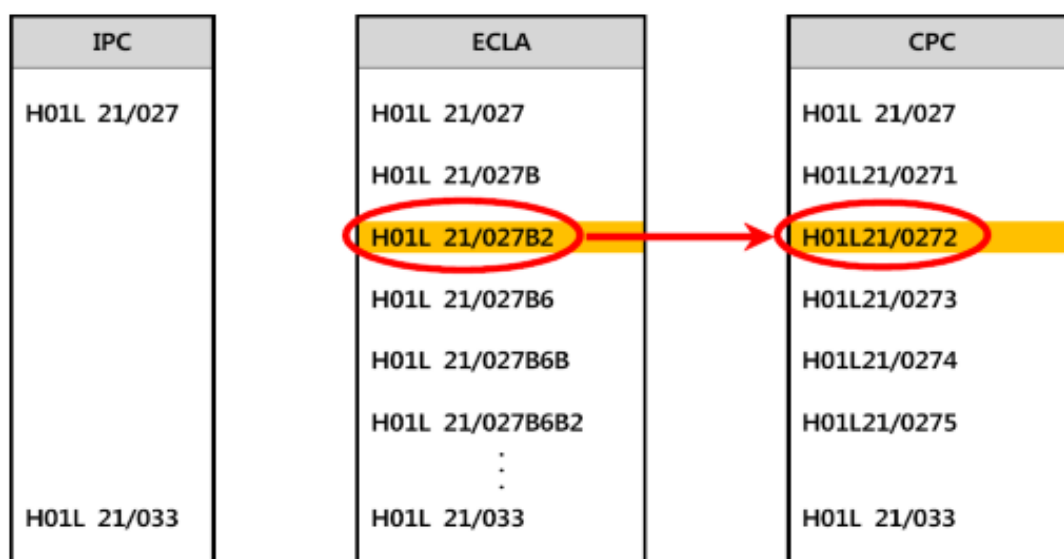 IPC
H01L 21/027
H01L 21/033
ECLA
H01L 21/027
H01L 21/027B
H01L 21/027B2
H01L 21/027B6
H01L 21/027B6B
H01L 21/027B6B2
H01L 21/033
CPC
H01L 21/027
H01L21/0271
H01L21/0272
H01L21/0273
H01L21/0274
H01L21/0275
H01L 21/033